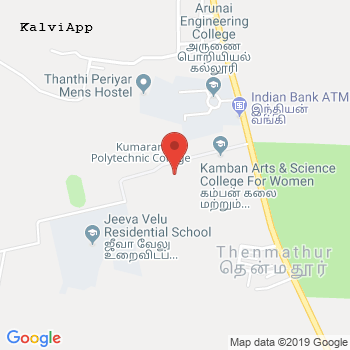 KalviApp
Arunai
Engineering
College
அருணை
பொறியியல்
கல்லூரி
Thanthi Periyar
Mens Hostel
Indian Bank ATM
இந்தியன்
வங்கி
Kumaran
Polytechnic College
Kamban Arts & Science
College For Women
கம்பன் கலை
மற்றும்...
Jeeva Velu
Residential School
ஜீவா வேலு
உறைவிடப்...
Thenmathur
தென்மதூர்
Google
Map data ©2019 Google